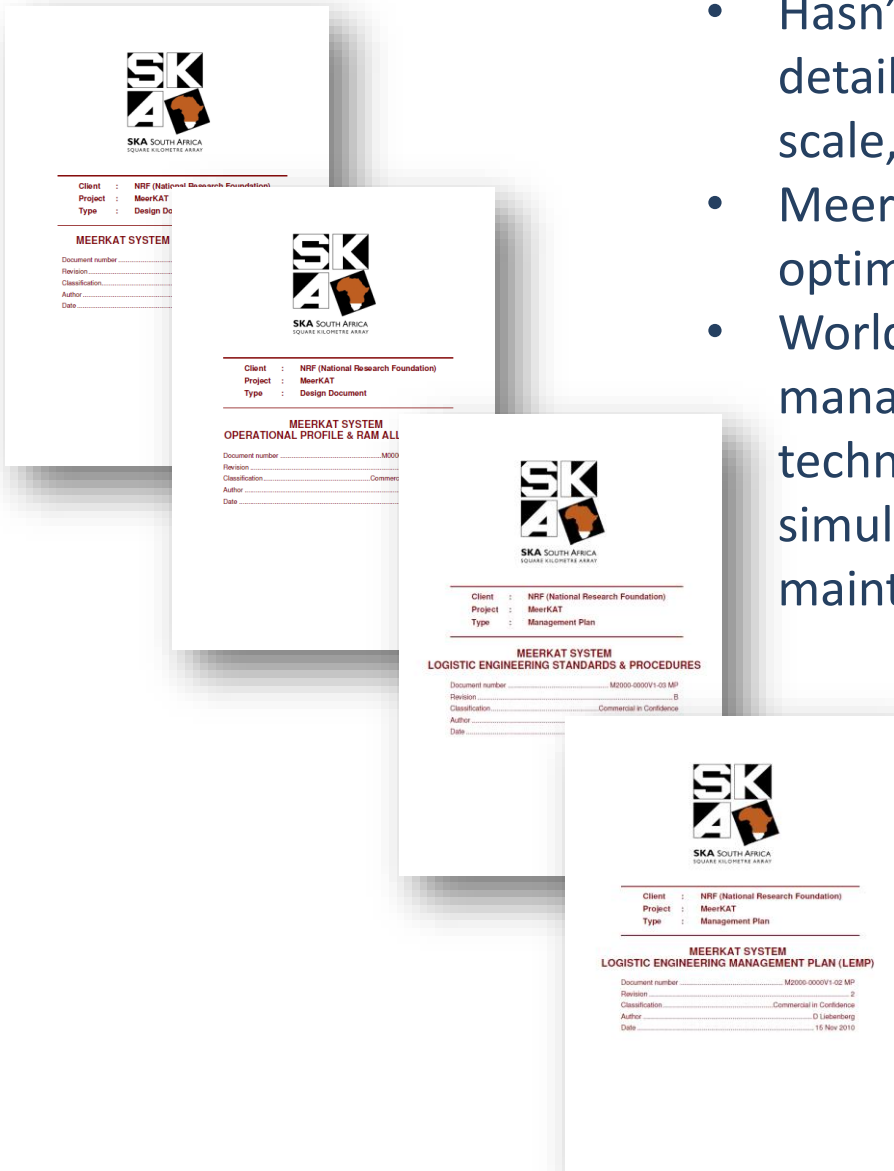 SKA
SKA SOUTH AFRICA
SQUARE KILOMETRE ARRAY
Client : NRF (National Research Foundation)
Project : MeerKAT
Type : Design Do
MEERKAT SYSTEM
Document number
Revision
Classification
Author
Date
SKA
SKA SOUTH AFRICA
SQUARE KILOMETRE ARRAY
Client : NRF (National Research Foundation)
Project : MeerKAT
Type : Design Document
MEERKAT SYSTEM
OPERATIONAL PROFILE & RAM ALL
Document number M000
Revision
Classification Commerc
Author
Date
SKA
SKA SOUTH AFRICA
SQUARE KILOMETRE ARRAY
Client : NRF (National Research Foundation)
Project : MeerKAT
Type : Management Plan
MEERKAT SYSTEM
LOGISTIC ENGINEERING STANDARDS & PROCEDURES
Document number M2000-0000V1-03 MP
Revision B
Classification Commercial in Confidence
Author
Date
SKA
SKA SOUTH AFRICA
SQUARE KILOMETRE ARRAY
Client : NRF (National Research Foundation)
Project : MeerKAT
Type : Management Plan
MEERKAT SYSTEM
LOGISTIC ENGINEERING MANAGEMENT PLAN (LEMP)
Document number M2000-0000V1-02 MP
Revision 2
Classification Commercial in Confidence
Author D Liebenberg
Date 15 Nov 2010
• Hasn'
detail
scale,
• Meer
optim
• World
mana
techn
simul
maint